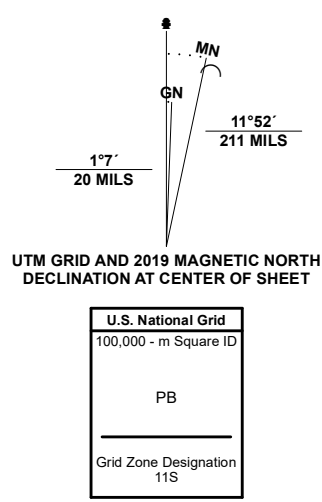 MN
GN
11°52´
211 MILS
1°7´
20 MILS
UTM GRID AND 2019 MAGNETIC NORTH
DECLINATION AT CENTER OF SHEET
U.S. National Grid
100,000 - m Square ID
PB
Grid Zone Designation
11S